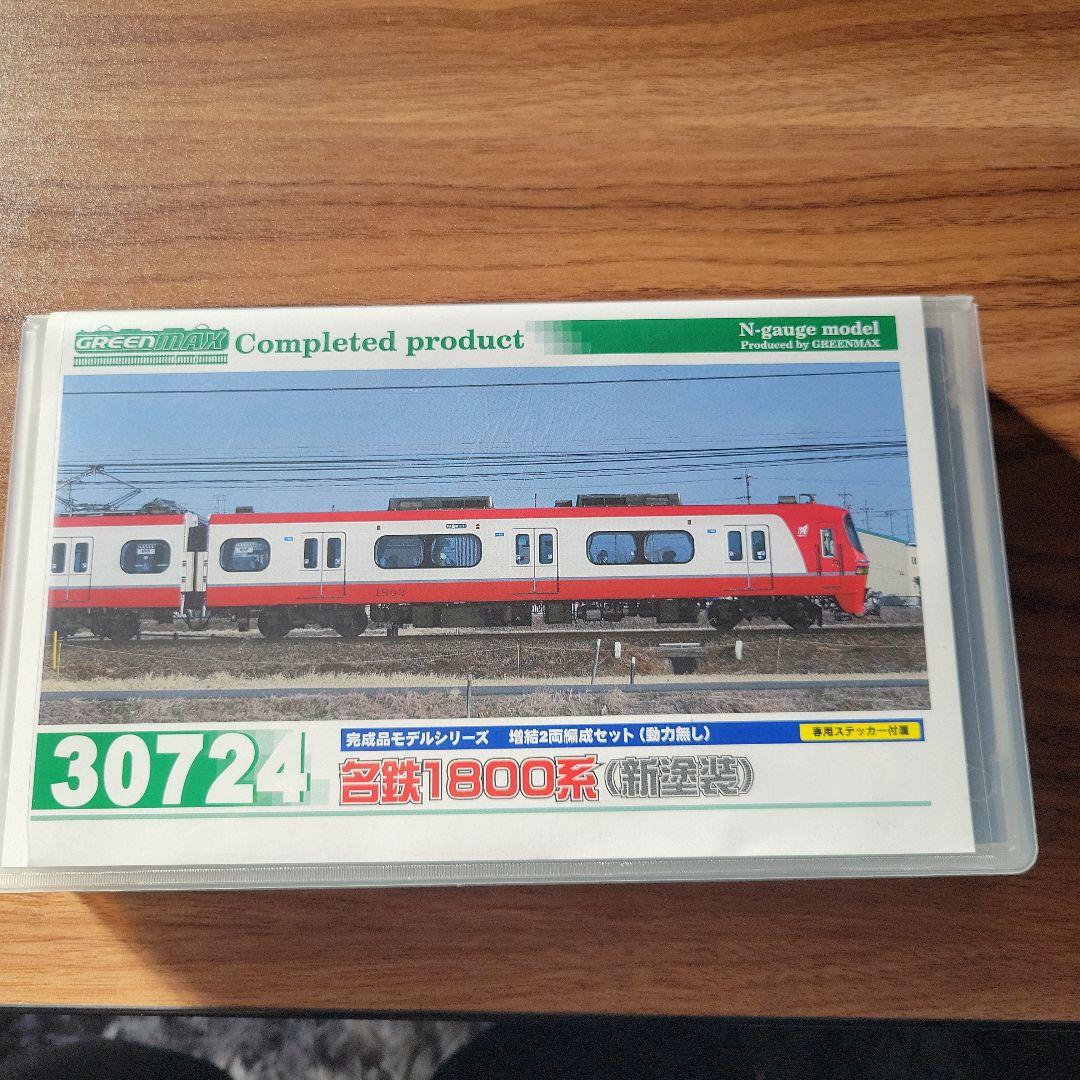 GREENMAX Completed product
N-gauge model
Produced by GREENMAX
1802
30724
完成品モデルシリーズ 増結2両編成セット(動力無し)
専用ステッカー付属
名鉄1800系(新塗装)